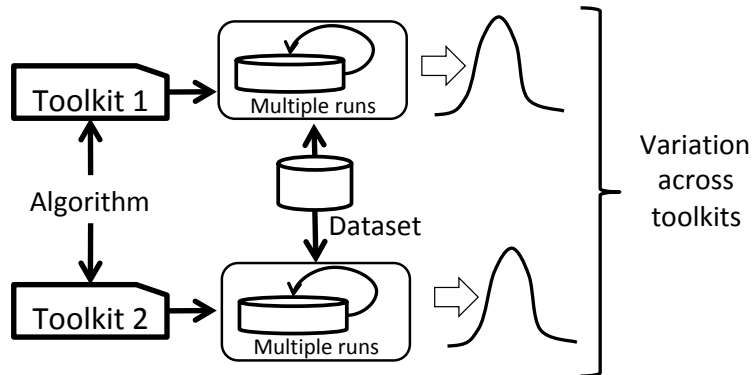 Toolkit 1
Multiple runs
Algorithm
Dataset
Toolkit 2
Multiple runs
Variation
across
toolkits